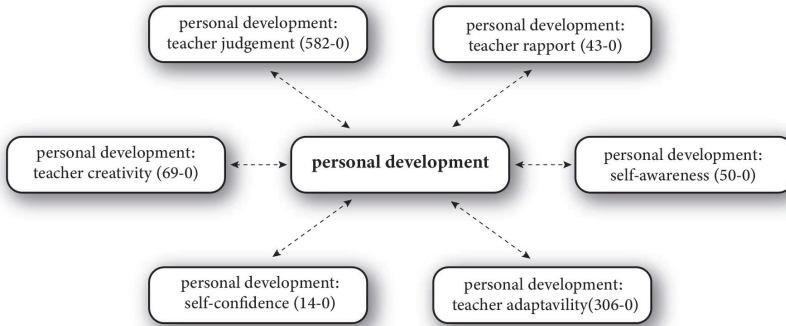 personal development:
teacher judgement (582-0)
personal development:
teacher rapport (43-0)
personal development:
teacher creativity (69-0)
personal development
personal development:
self-awareness (50-0)
personal development:
self-confidence (14-0)
personal development:
teacher adaptavility(306-0)